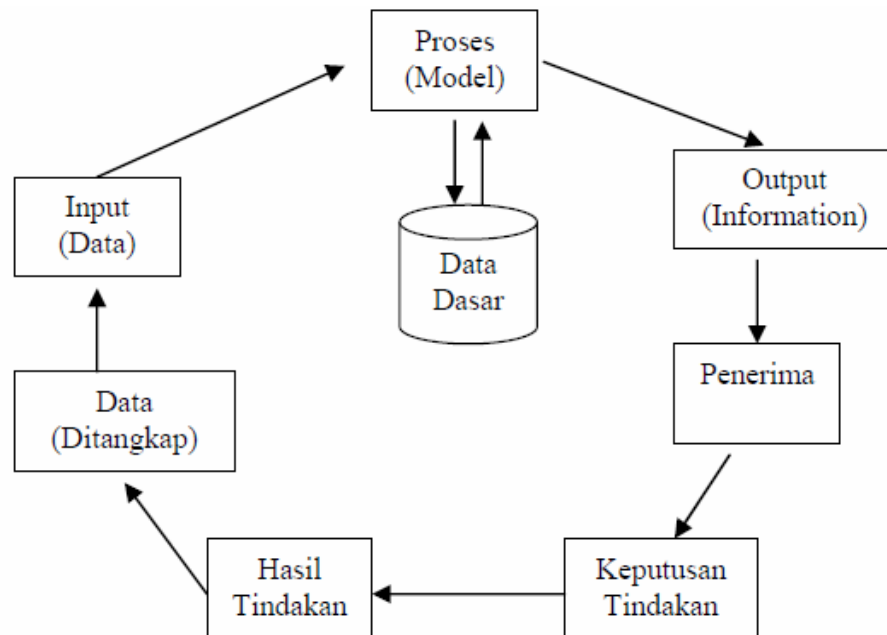 Proses
(Model)
Output
(Information)
Input
(Data)
Data
Dasar
Penerima
Data
(Ditangkap)
Hasil
Tindakan
Keputusan
Tindakan